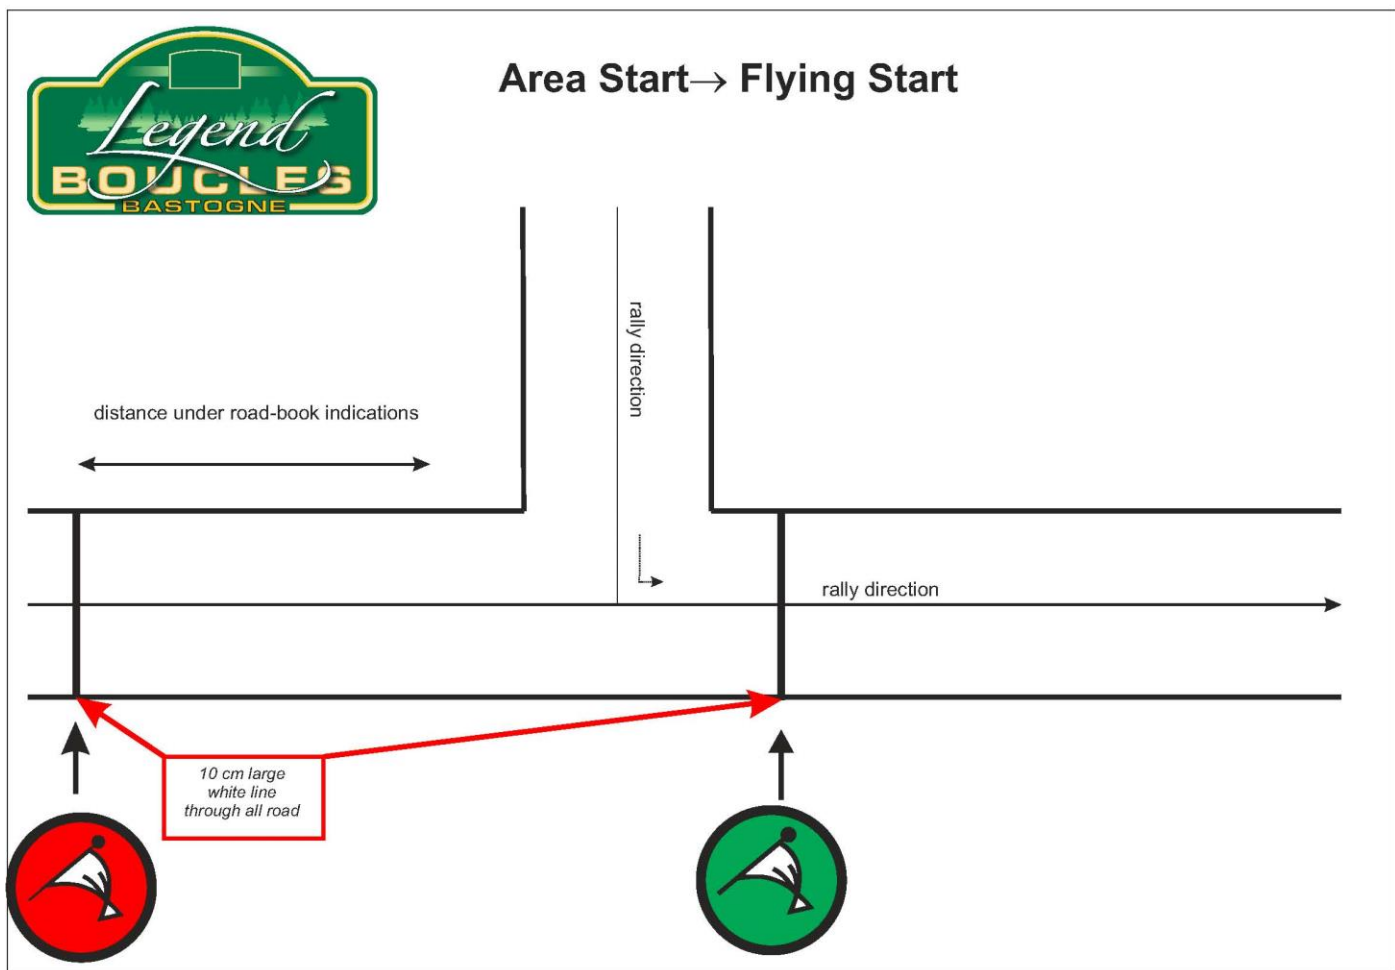 Legend
BOUCLES
BASTOGNE
Area Start→ Flying Start
rally direction
distance under road-book indications
rally direction
10 cm large
white line
through all road